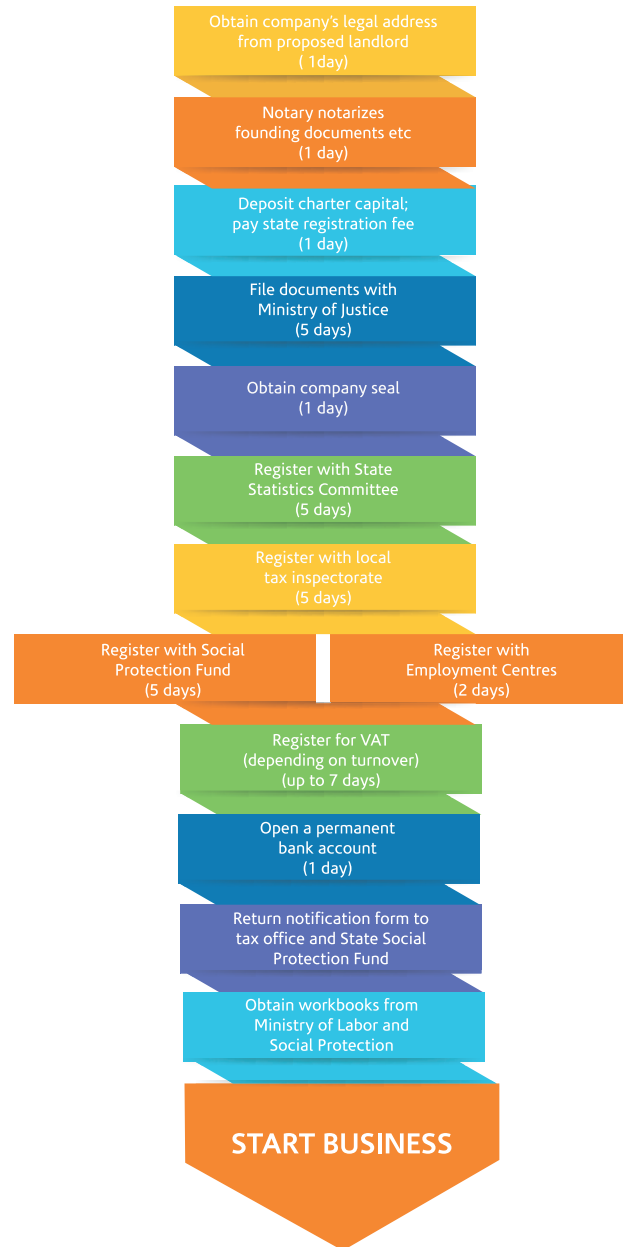 Obtain company's legal address
from proposed landlord
( 1day)
Notary notarizes
founding documents etc
(1 day)
Deposit charter capital;
pay state registration fee
(1 day)
File documents with
Ministry of Justice
(5 days)
Obtain company seal
(1 day)
Register with State
Statistics Committee
(5 days)
Register with local
tax inspectorate
(5 days)
Register with Social
Protection Fund
(5 days)
Register with
Employment Centres
(2 days)
Register for VAT
(depending on turnover)
(up to 7 days)
Open a permanent
bank account
(1 day)
Return notification form to
tax office and State Social
Protection Fund
Obtain workbooks from
Ministry of Labor and
Social Protection
START BUSINESS